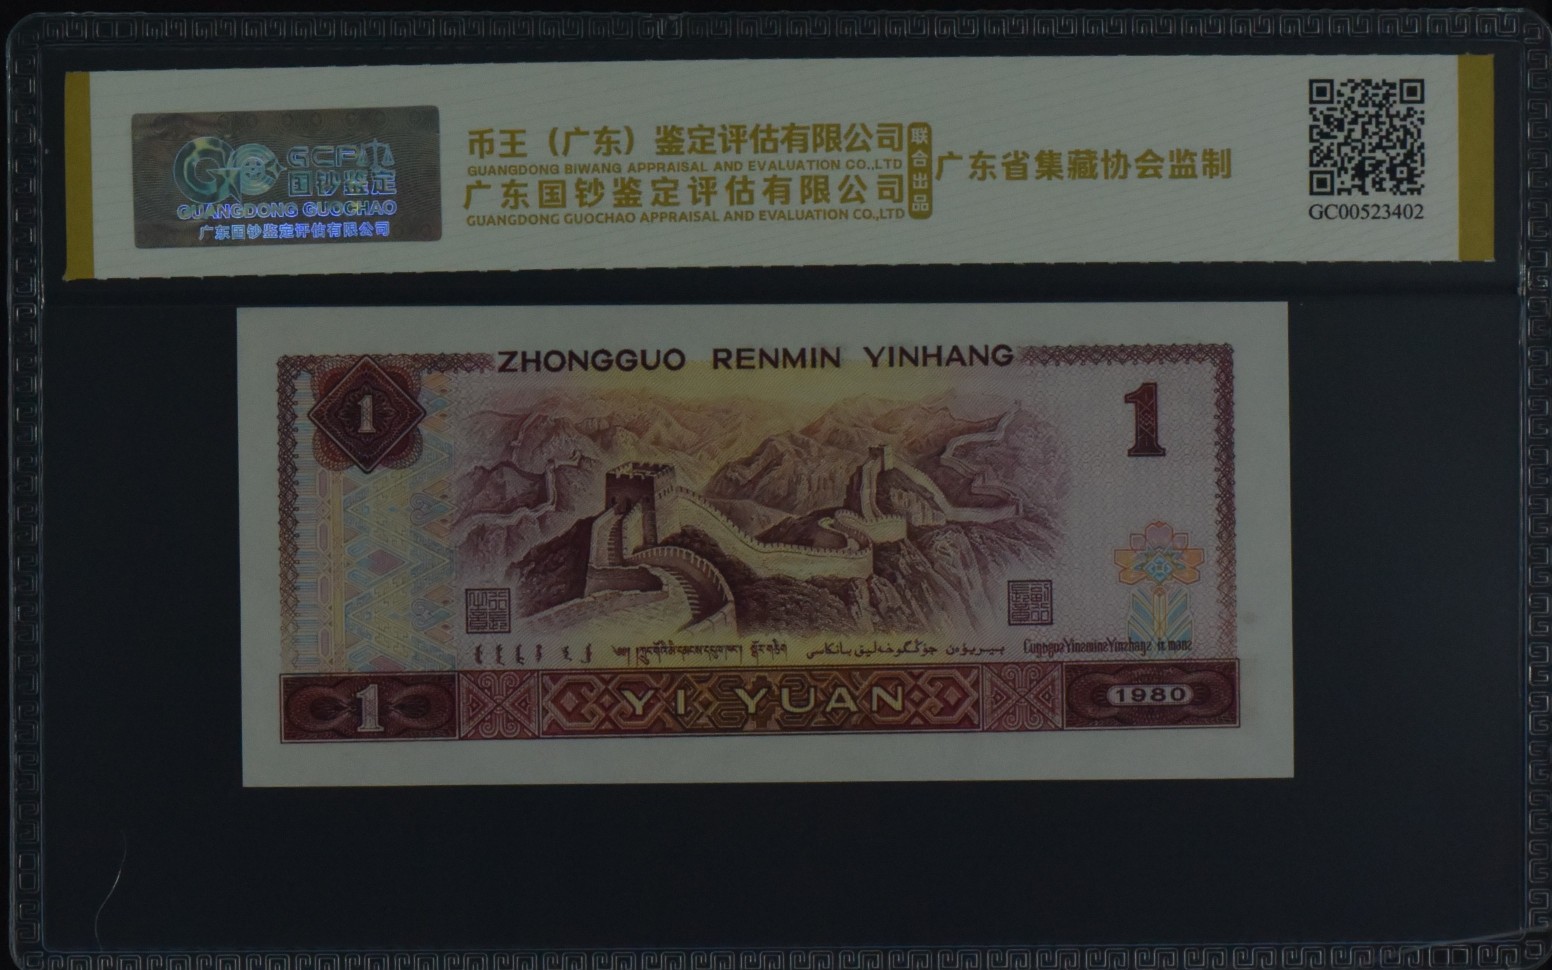 GCF
国钞鉴定
GUANGDONG GUOCHAO
广东国钞鉴定评估有限公司
币王（广东）鉴定评估有限公司
GUANGDONG BIWANG APPRAISAL AND EVALUATION CO.,LTD
广东国钞鉴定评估有限公司
GUANGDONG GUOCHAO APPRAISAL AND EVALUATION CO.,LTD
联合出品
广东省集藏协会监制
GC00523402
ZHONGGUO RENMIN YINHANG
1
1
1
YI YUAN
1980